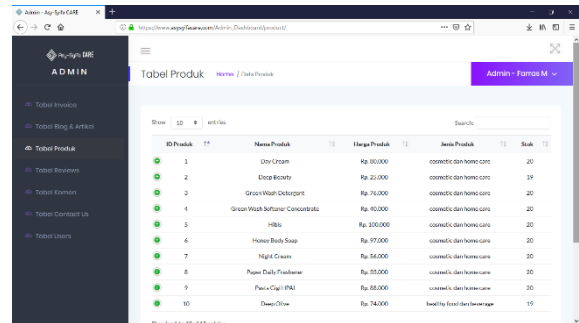 Admin - Asy-Syifa CARE
https://www.asysyifacare.com/Admin_Dashboard/product/
Asy-Syifa CARE
ADMIN
Tabel Produk Home / Data Produk
Admin - Farras M
Tabel Invoice
Tabel Blog & Artikel
Tabel Produk
Tabel Reviews
Tabel Komen
Tabel Contact Us
Tabel Users
Show 10 entries
Search:
ID Produk Nama Produk Harga Produk Jenis Produk Stok
1 Day Cream Rp. 80.000 cosmetic dan home care 20
2 Deep Beauty Rp. 25.000 cosmetic dan home care 19
3 Green Wash Detergent Rp. 76.000 cosmetic dan home care 20
4 Green Wash Softener Concentrate Rp. 40.000 cosmetic dan home care 20
5 Hibis Rp. 100.000 cosmetic dan home care 20
6 Honey Body Soap Rp. 97.000 cosmetic dan home care 20
7 Night Cream Rp. 56.000 cosmetic dan home care 20
8 Paper Daily Freshener cosmetic dan home care 20
9 Pasta Gigi HPAI Rp. 88.000 cosmetic dan home care 20
10 Deep Olive Rp. 74.000 healthy food dan beverage 19